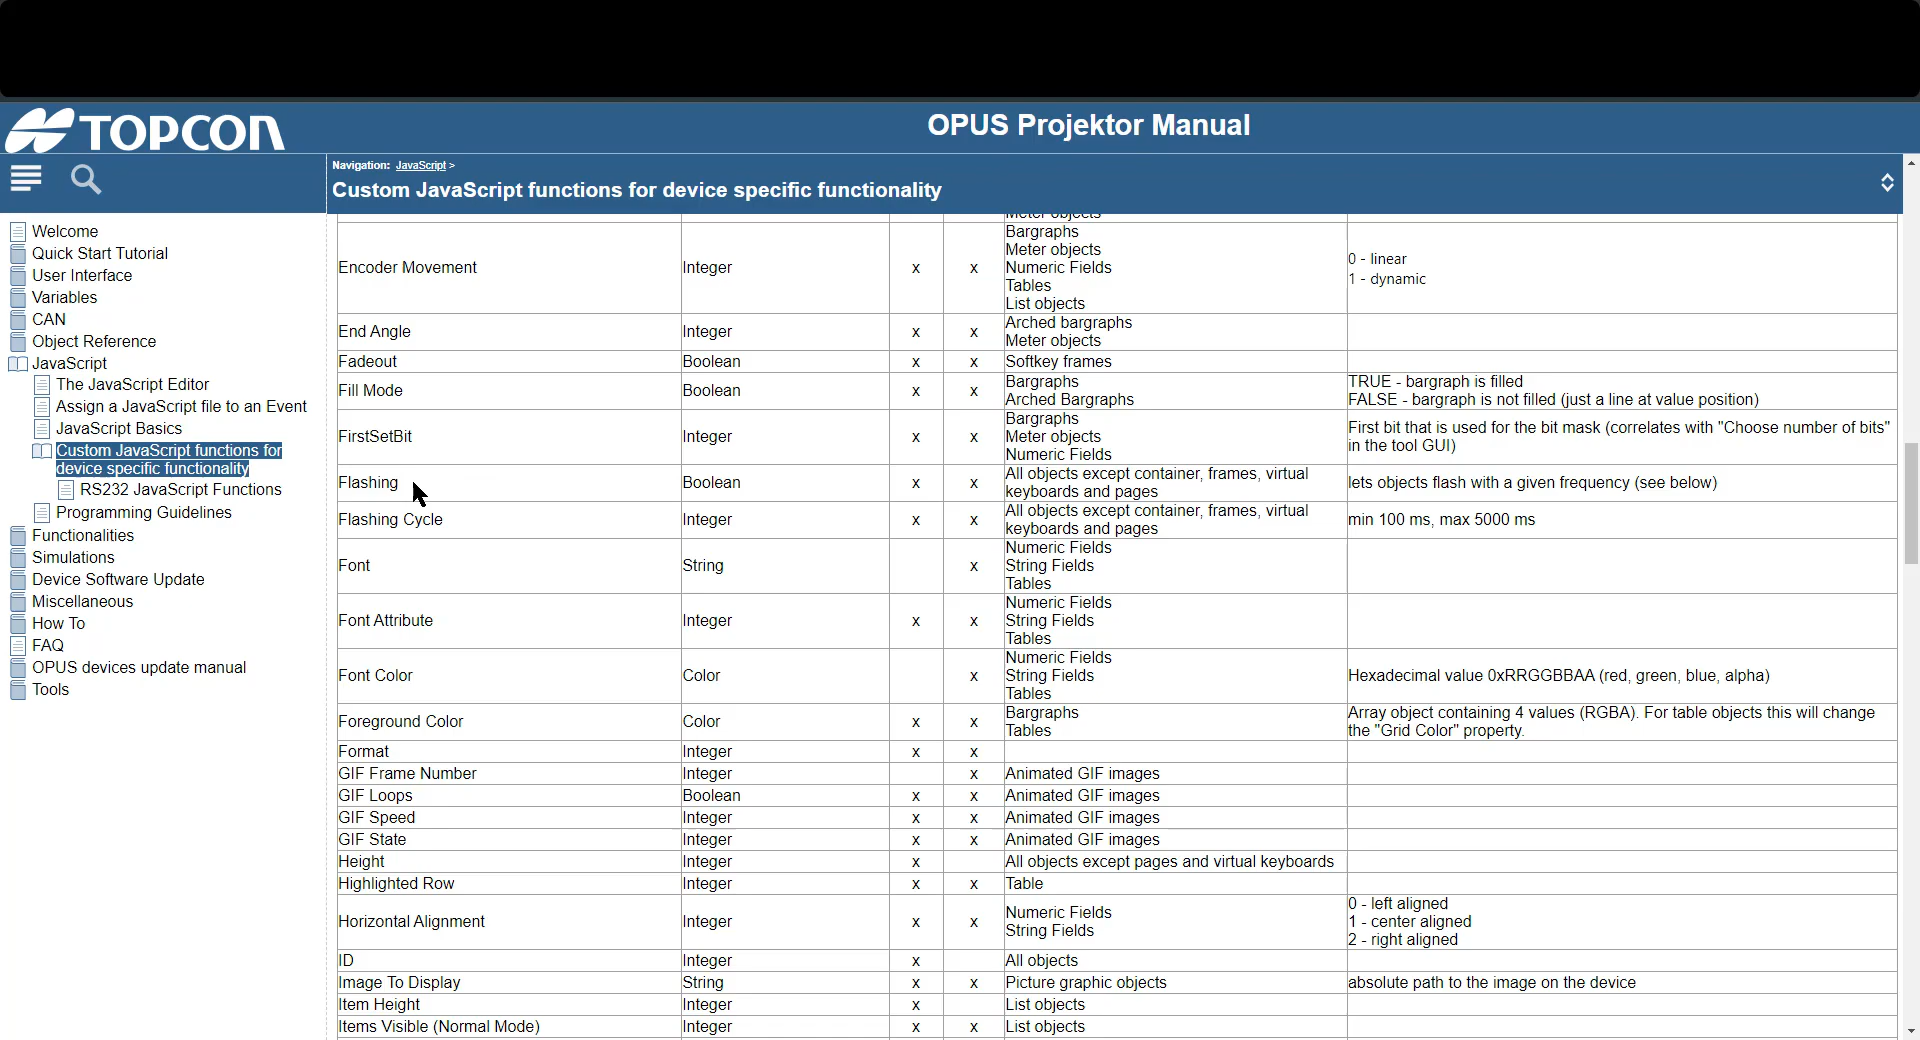 TOPCON
OPUS Projektor Manual
Navigation: JavaScript >
Custom JavaScript functions for device specific functionality
Welcome
Quick Start Tutorial
User Interface
Variables
CAN
Object Reference
JavaScript
The JavaScript Editor
Assign a JavaScript file to an Event
JavaScript Basics
Custom JavaScript functions for
device specific functionality
RS232 JavaScript Functions
Programming Guidelines
Functionalities
Simulations
Device Software Update
Miscellaneous
How To
FAQ
OPUS devices update manual
Tools
Meter objects
Encoder Movement Integer x x
Bargraphs
Meter objects
Numeric Fields
Tables
List objects
0 - linear
1 - dynamic
End Angle Integer x x
Arched bargraphs
Meter objects
Fadeout Boolean x x Softkey frames
Fill Mode Boolean x x
Bargraphs
Arched Bargraphs
TRUE - bargraph is filled
FALSE - bargraph is not filled (just a line at value position)
FirstSetBit Integer x x
Bargraphs
Meter objects
Numeric Fields
First bit that is used for the bit mask (correlates with "Choose number of bits"
in the tool GUI)
Flashing Boolean x x
All objects except container, frames, virtual
keyboards and pages
lets objects flash with a given frequency (see below)
Flashing Cycle Integer x x
All objects except container, frames, virtual
keyboards and pages
min 100 ms, max 5000 ms
Font String x
Numeric Fields
String Fields
Tables
Font Attribute Integer x x
Numeric Fields
String Fields
Tables
Font Color Color x
Numeric Fields
String Fields
Tables
Hexadecimal value 0xRRGGBBAA (red, green, blue, alpha)
Foreground Color Color x x
Bargraphs
Tables
Array object containing 4 values (RGBA). For table objects this will change
the "Grid Color" property.
Format Integer x x
GIF Frame Number Integer x Animated GIF images
GIF Loops Boolean x x Animated GIF images
GIF Speed Integer x x Animated GIF images
GIF State Integer x x Animated GIF images
Height Integer x All objects except pages and virtual keyboards
Highlighted Row Integer x x Table
Horizontal Alignment Integer x x
Numeric Fields
String Fields
0 - left aligned
1 - center aligned
2 - right aligned
ID Integer x All objects
Image To Display String x x Picture graphic objects absolute path to the image on the device
Item Height Integer x List objects
Items Visible (Normal Mode) Integer x x List objects